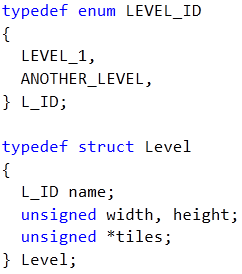 typedef enum LEVEL_ID
{
  LEVEL_1,
  ANOTHER_LEVEL,
} L_ID;

typedef struct Level
{
  L_ID name;
  unsigned width, height;
  unsigned *tiles;
} Level;